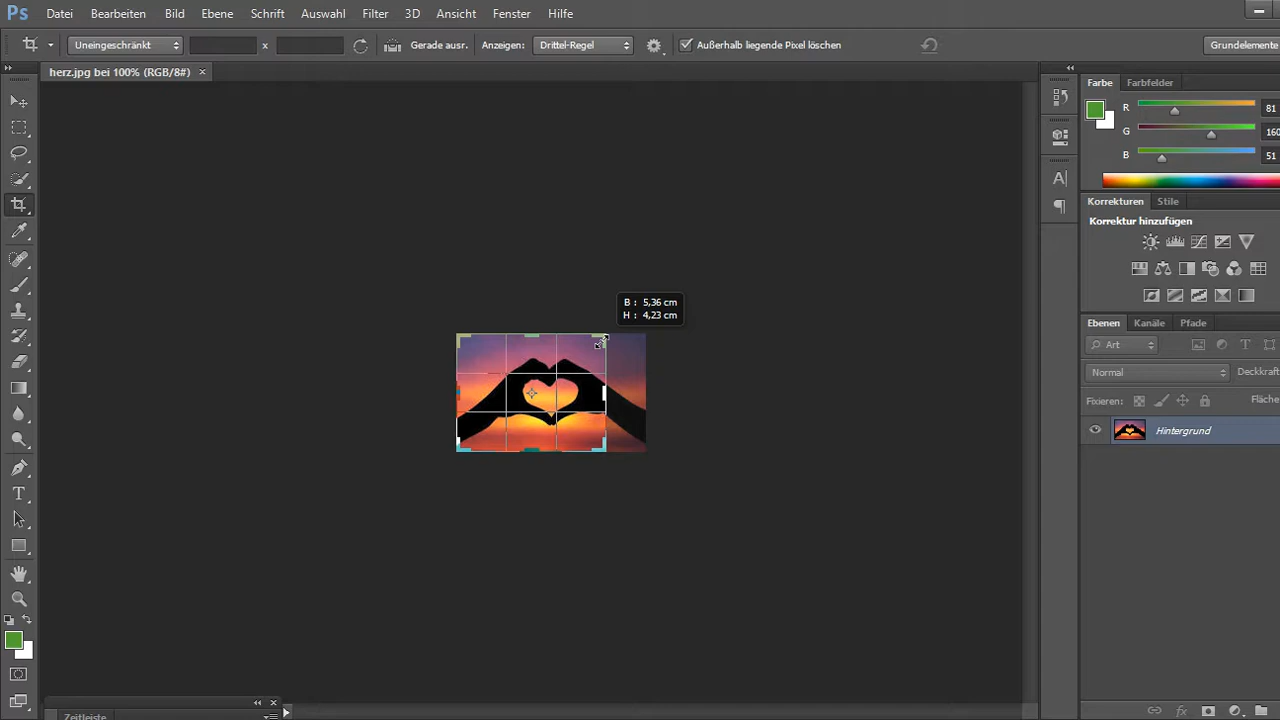 Ps Datei Bearbeiten Bild Ebene Schrift Auswahl Filter 3D Ansicht Fenster Hilfe
Uneingeschränkt x Gerade ausr. Anzeigen: Drittel-Regel Außerhalb liegende Pixel löschen Grundelemente
herz.jpg bei 100% (RGB/8#) ×
Farbe Farbfelder
R 81
G 160
B 51
Korrekturen Stile
Korrektur hinzufügen
B : 5,36 cm
H : 4,23 cm
Ebenen Kanäle Pfade
Art
Normal Deckkraft
Fixieren: Fläche
Hintergrund
Zeitleiste